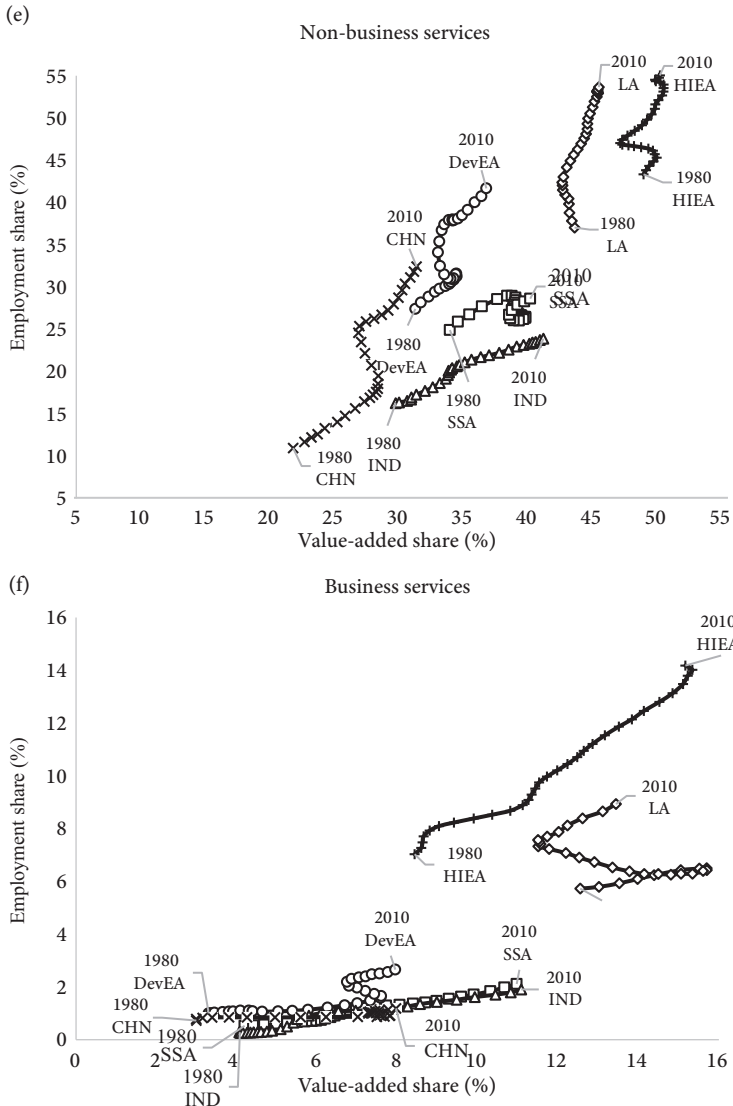 (e)
Non-business services
Employment share (%)
55
50
45
40
35
30
25
20
15
10
5
2010
LA
2010
HIEA
1980
HIEA
1980
LA
2010
DevEA
2010
CHN
1980
DevEA
2010
SSA
2010
SSA
1980
SSA
2010
IND
1980
IND
1980
CHN
5 10 15 20 22 30 35 40 45 50 55
Value-added share (%)
(f)
Business services
Employment share (%)
16
14
12
10
8
6
4
2
0
2010
HIEA
2010
LA
1980
HIEA
2010
DevEA
2010
SSA
2010
IND
1980
DevEA
1980
CHN
1980
SSA
1980
IND
2010
CHN
0 2 4 6 8 10 12 14 16
Value-added share (%)